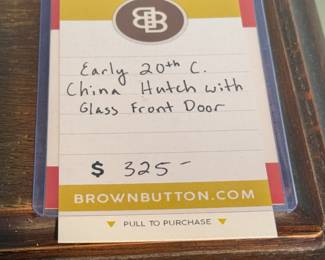 BB
Early 20th C.
China Hutch with
Glass Front Door
$ 325-
BROWNBUTTON.COM
PULL TO PURCHASE